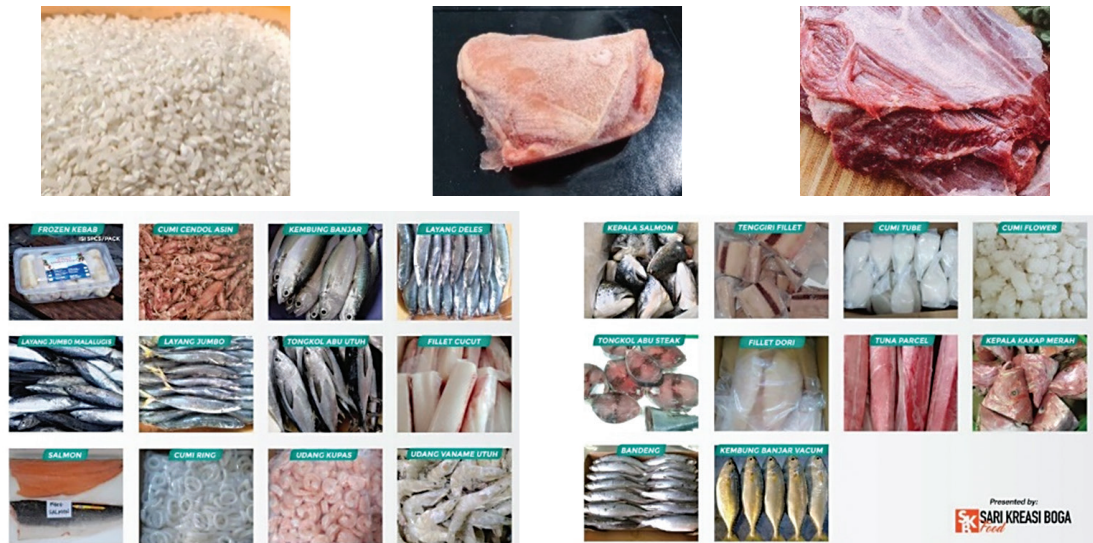 FROZEN KEBAB
ISI 5PCS/PACK
CUMI CENDOL ASIN
KEMBUNG BANJAR
LAYANG DELES
LAYANG JUMBO MALALUGIS
LAYANG JUMBO
TONGKOL ABU UTUH
FILLET CUCUT
SALMON
CUMI RING
UDANG KUPAS
UDANG VANAME UTUH
KEPALA SALMON
TENGGIRI FILLET
CUMI TUBE
CUMI FLOWER
TONGKOL ABU STEAK
FILLET DORI
TUNA PARCEL
KEPALA KAKAP MERAH
BANDENG
KEMBUNG BANJAR VACUM
Presented by:
SKB SARI KREASI BOGA
Food